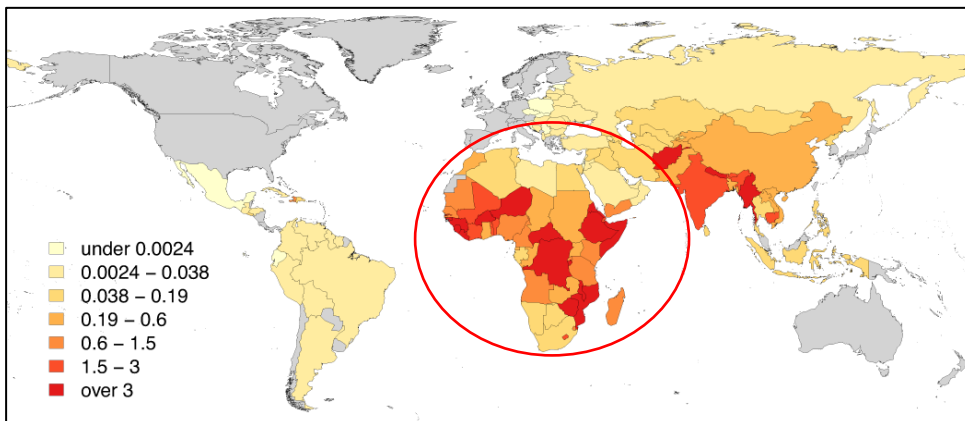 under 0.0024
0.0024 – 0.038
0.038 – 0.19
0.19 – 0.6
0.6 – 1.5
1.5 – 3
over 3